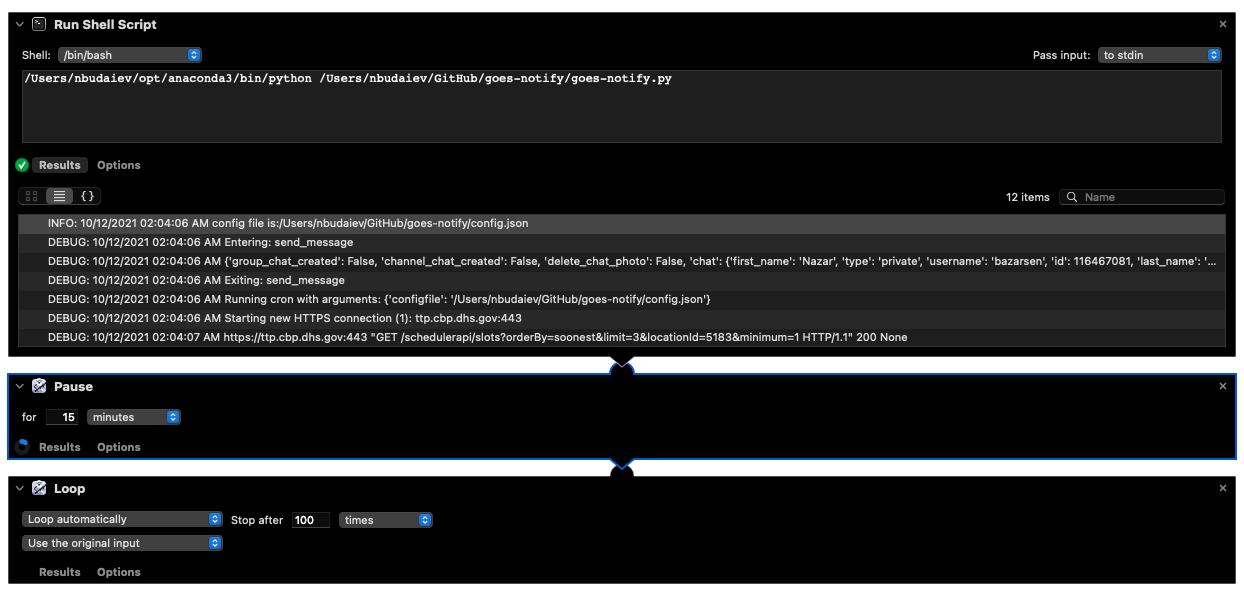 Run Shell Script
Shell: /bin/bash Pass input: to stdin
/Users/nbudaiev/opt/anaconda3/bin/python /Users/nbudaiev/GitHub/goes-notify/goes-notify.py
Results Options
{} 12 items Name
INFO: 10/12/2021 02:04:06 AM config file is:/Users/nbudaiev/GitHub/goes-notify/config.json
DEBUG: 10/12/2021 02:04:06 AM Entering: send_message
DEBUG: 10/12/2021 02:04:06 AM {'group_chat_created': False, 'channel_chat_created': False, 'delete_chat_photo': False, 'chat': {'first_name': 'Nazar', 'type': 'private', 'username': 'bazarsen', 'id': 116467081, 'last_name': '...
DEBUG: 10/12/2021 02:04:06 AM Exiting: send_message
DEBUG: 10/12/2021 02:04:06 AM Running cron with arguments: {'configfile': '/Users/nbudaiev/GitHub/goes-notify/config.json'}
DEBUG: 10/12/2021 02:04:06 AM Starting new HTTPS connection (1): ttp.cbp.dhs.gov:443
DEBUG: 10/12/2021 02:04:07 AM https://ttp.cbp.dhs.gov:443 "GET /schedulerapi/slots?orderBy=soonest&limit=3&locationId=5183&minimum=1 HTTP/1.1" 200 None
Pause
for 15 minutes
Results Options
Loop
Loop automatically Stop after 100 times
Use the original input
Results Options